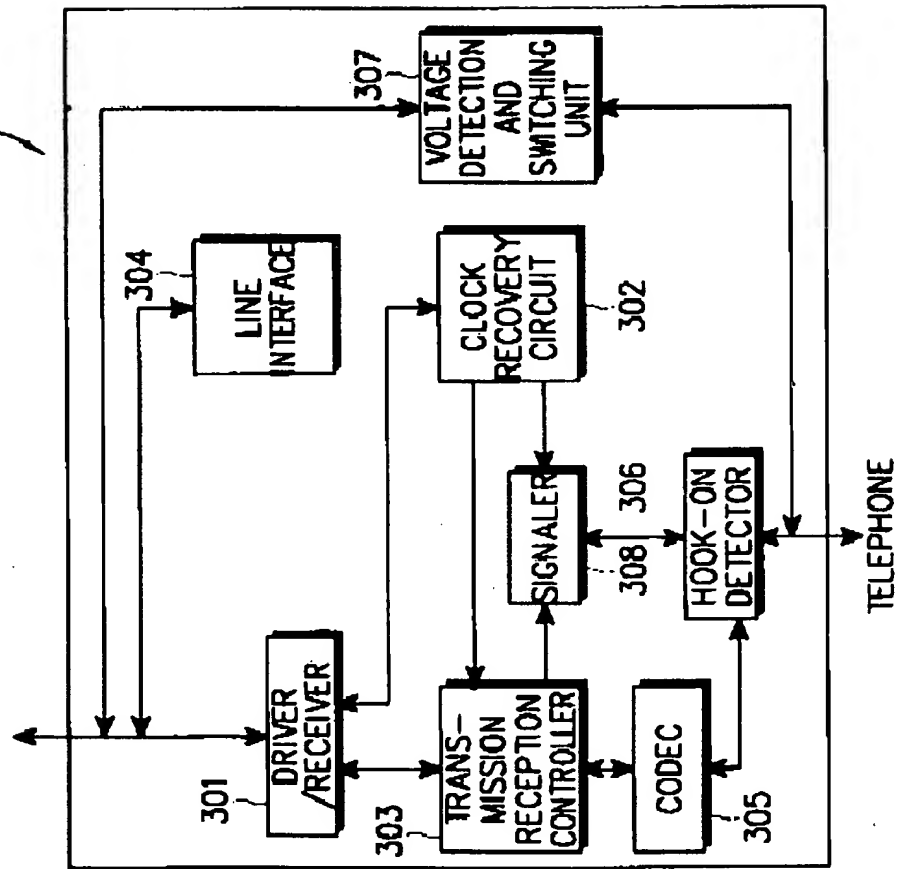 307
VOLTAGE
DETECTION
AND
SWITCHING
UNIT
304
LINE
INTERFACE
CLOCK
RECOVERY
CIRCUIT
302
301
DRIVER
/RECEIVER
303
TRANS-
MISSION
RECEPTION
CONTROLLER
SIGNALER
308
306
HOOK-ON
DETECTOR
CODEC
305
TELEPHONE